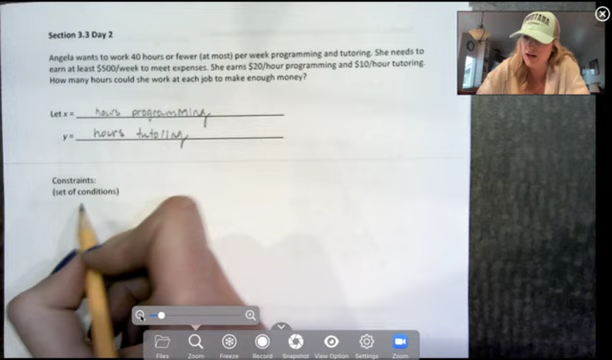 Section 3.3 Day 2
Angela wants to work 40 hours or fewer (at most) per week programming and tutoring. She needs to
earn at least $500/week to meet expenses. She earns $20/hour programming and $10/hour tutoring.
How many hours could she work at each job to make enough money?
Let x = hours programming
y = hours tutoring
Constraints:
(set of conditions)
Files Zoom Freeze Record Snapshot View Option Settings Zoom